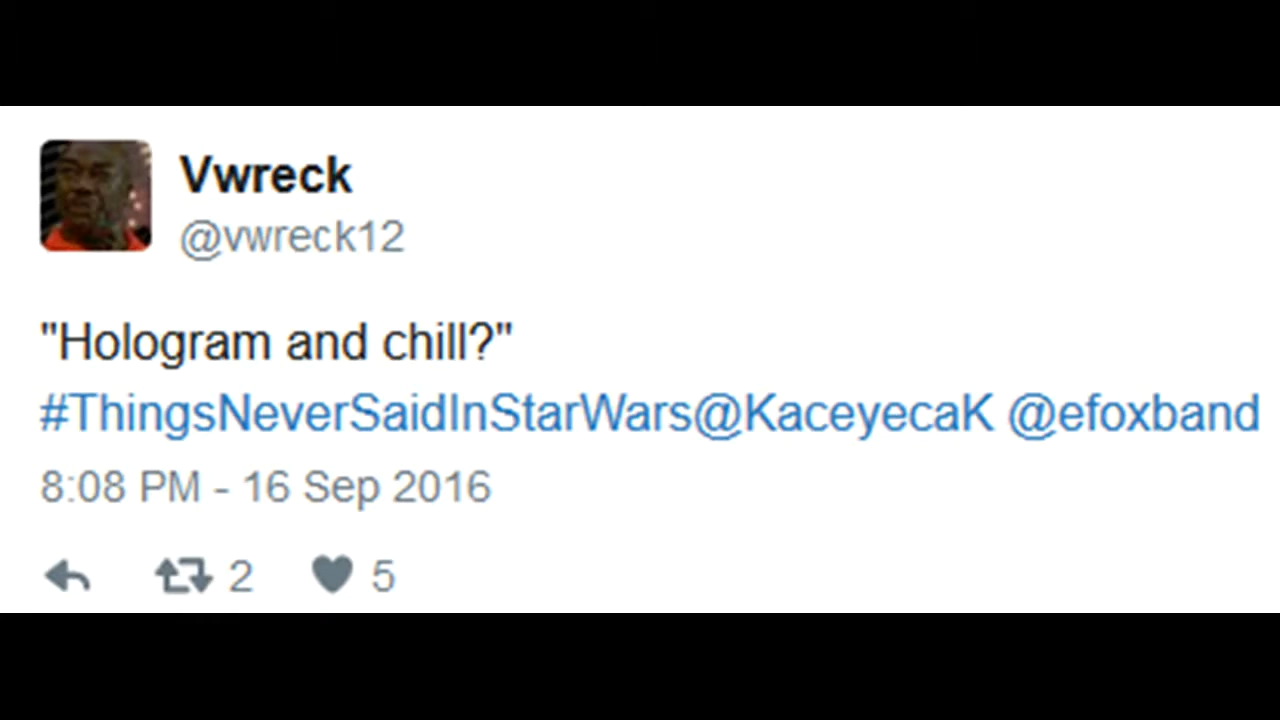 Vwreck
@vwreck12
"Hologram and chill?"
#ThingsNeverSaidInStarWars@KaceyecaK @efoxband
8:08 PM - 16 Sep 2016
2 5